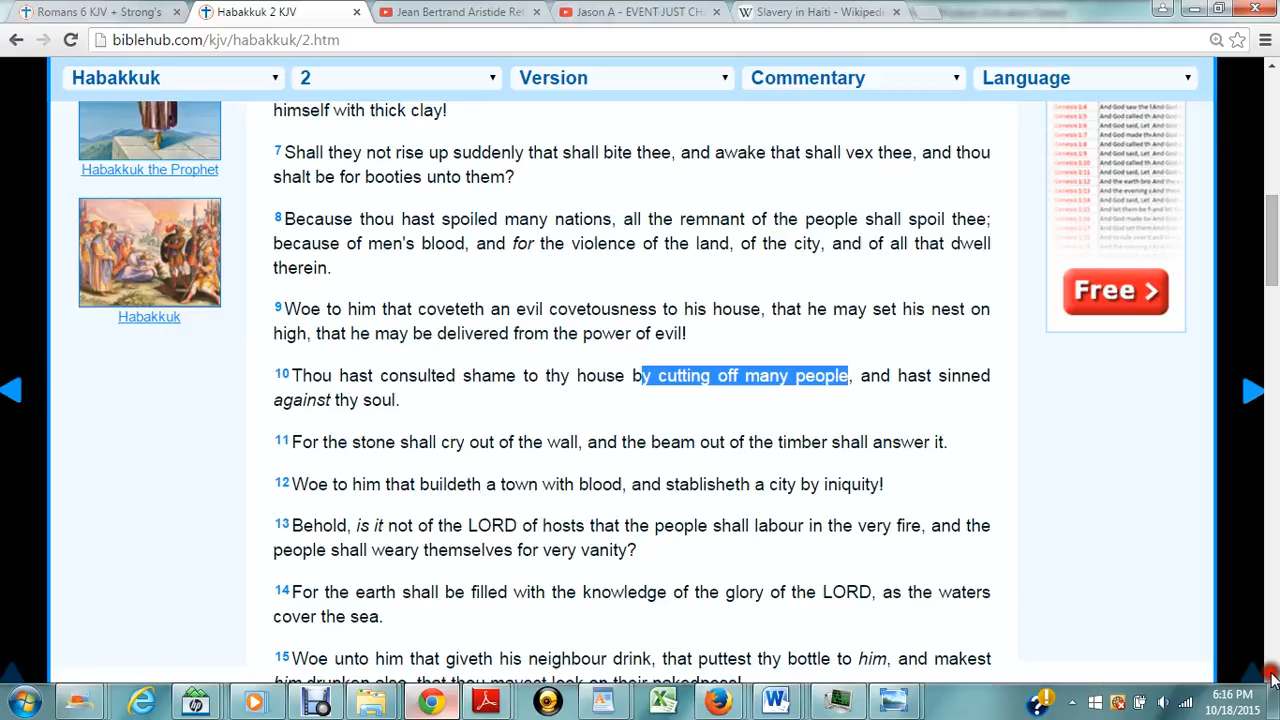 Romans 6 KJV + Strong's
Habakkuk 2 KJV
Jean Bertrand Aristide Ret
Jason A - EVENT JUST CH
Slavery in Haiti - Wikiped
biblehub.com/kjv/habakkuk/2.htm
Habakkuk 2 Version Commentary Language
himself with thick clay!
7 Shall they not rise up suddenly that shall bite thee, and awake that shall vex thee, and thou
shalt be for booties unto them?
8 Because thou hast spoiled many nations, all the remnant of the people shall spoil thee;
because of men's blood, and for the violence of the land, of the city, and of all that dwell
therein.
9 Woe to him that coveteth an evil covetousness to his house, that he may set his nest on
high, that he may be delivered from the power of evil!
10 Thou hast consulted shame to thy house by cutting off many people, and hast sinned
against thy soul.
11 For the stone shall cry out of the wall, and the beam out of the timber shall answer it.
12 Woe to him that buildeth a town with blood, and stablisheth a city by iniquity!
13 Behold, is it not of the LORD of hosts that the people shall labour in the very fire, and the
people shall weary themselves for very vanity?
14 For the earth shall be filled with the knowledge of the glory of the LORD, as the waters
cover the sea.
15 Woe unto him that giveth his neighbour drink, that puttest thy bottle to him, and makest
him drunken also, that thou mayest look on their nakedness!
Habakkuk the Prophet
Habakkuk
Free >
6:16 PM
10/18/2015